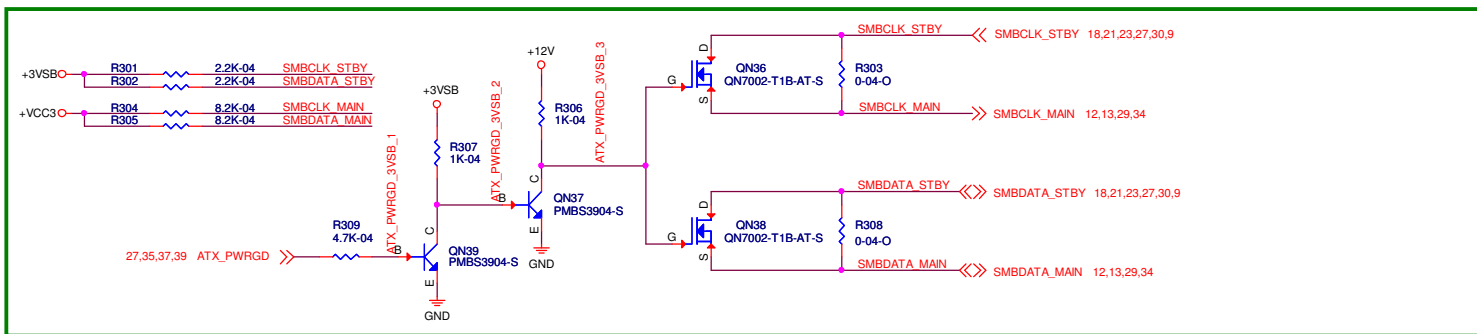 +3VSB
R301 2.2K-04 SMBCLK_STBY
R302 2.2K-04 SMBDATA_STBY
+VCC3
R304 8.2K-04 SMBCLK_MAIN
R305 8.2K-04 SMBDATA_MAIN
27,35,37,39 ATX_PWRGD
R309
4.7K-04
ATX_PWRGD_3VSB_1
+3VSB
R307
1K-04
B
C
E
QN39
PMBS3904-S
GND
ATX_PWRGD_3VSB_2
+12V
R306
1K-04
B
C
E
QN37
PMBS3904-S
GND
ATX_PWRGD_3VSB_3
G
D
S
QN36
QN7002-T1B-AT-S
R303
0-04-O
SMBCLK_STBY
SMBCLK_STBY 18,21,23,27,30,9
SMBCLK_MAIN
SMBCLK_MAIN 12,13,29,34
G
D
S
QN38
QN7002-T1B-AT-S
R308
0-04-O
SMBDATA_STBY
SMBDATA_STBY 18,21,23,27,30,9
SMBDATA_MAIN
SMBDATA_MAIN 12,13,29,34